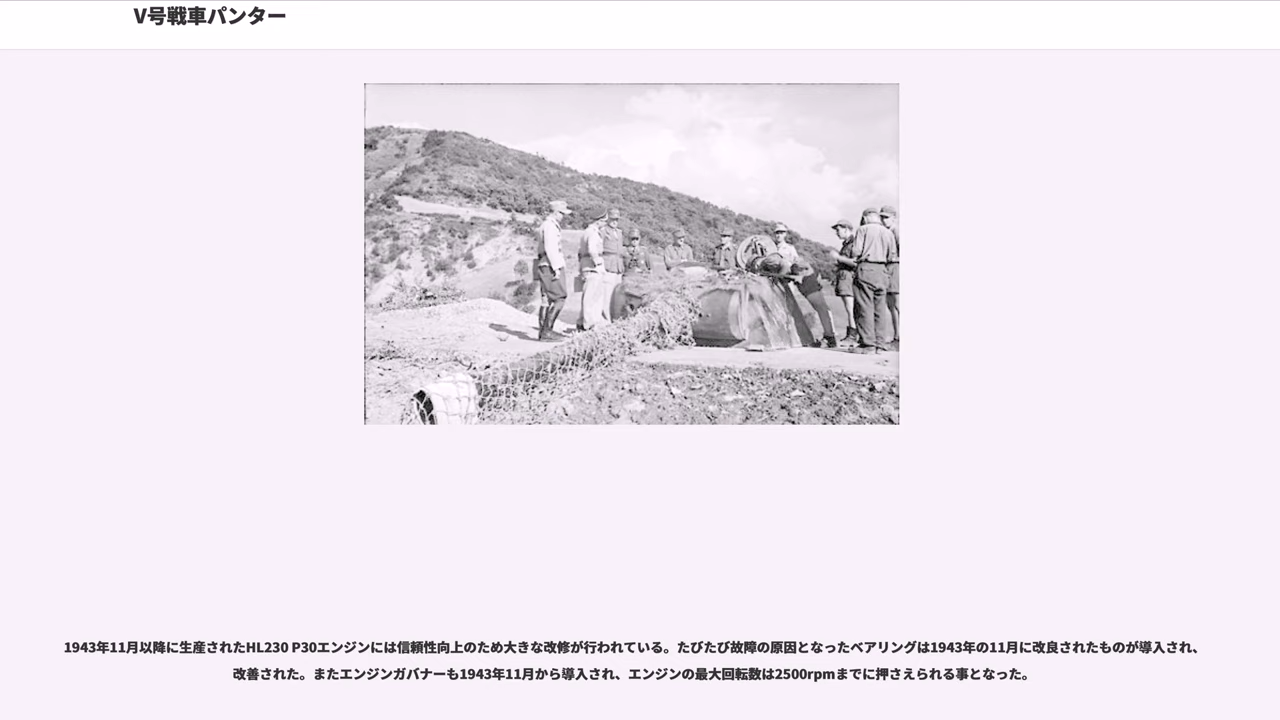 V号戦車パンター
1943年11月以降に生産されたHL230 P30エンジンには信頼性向上のため大きな改修が行われている。たびたび故障の原因となったベアリングは1943年の11月に改良されたものが導入され、
改善された。またエンジンガバナーも1943年11月から導入され、エンジンの最大回転数は2500rpmまでに押さえられる事となった。